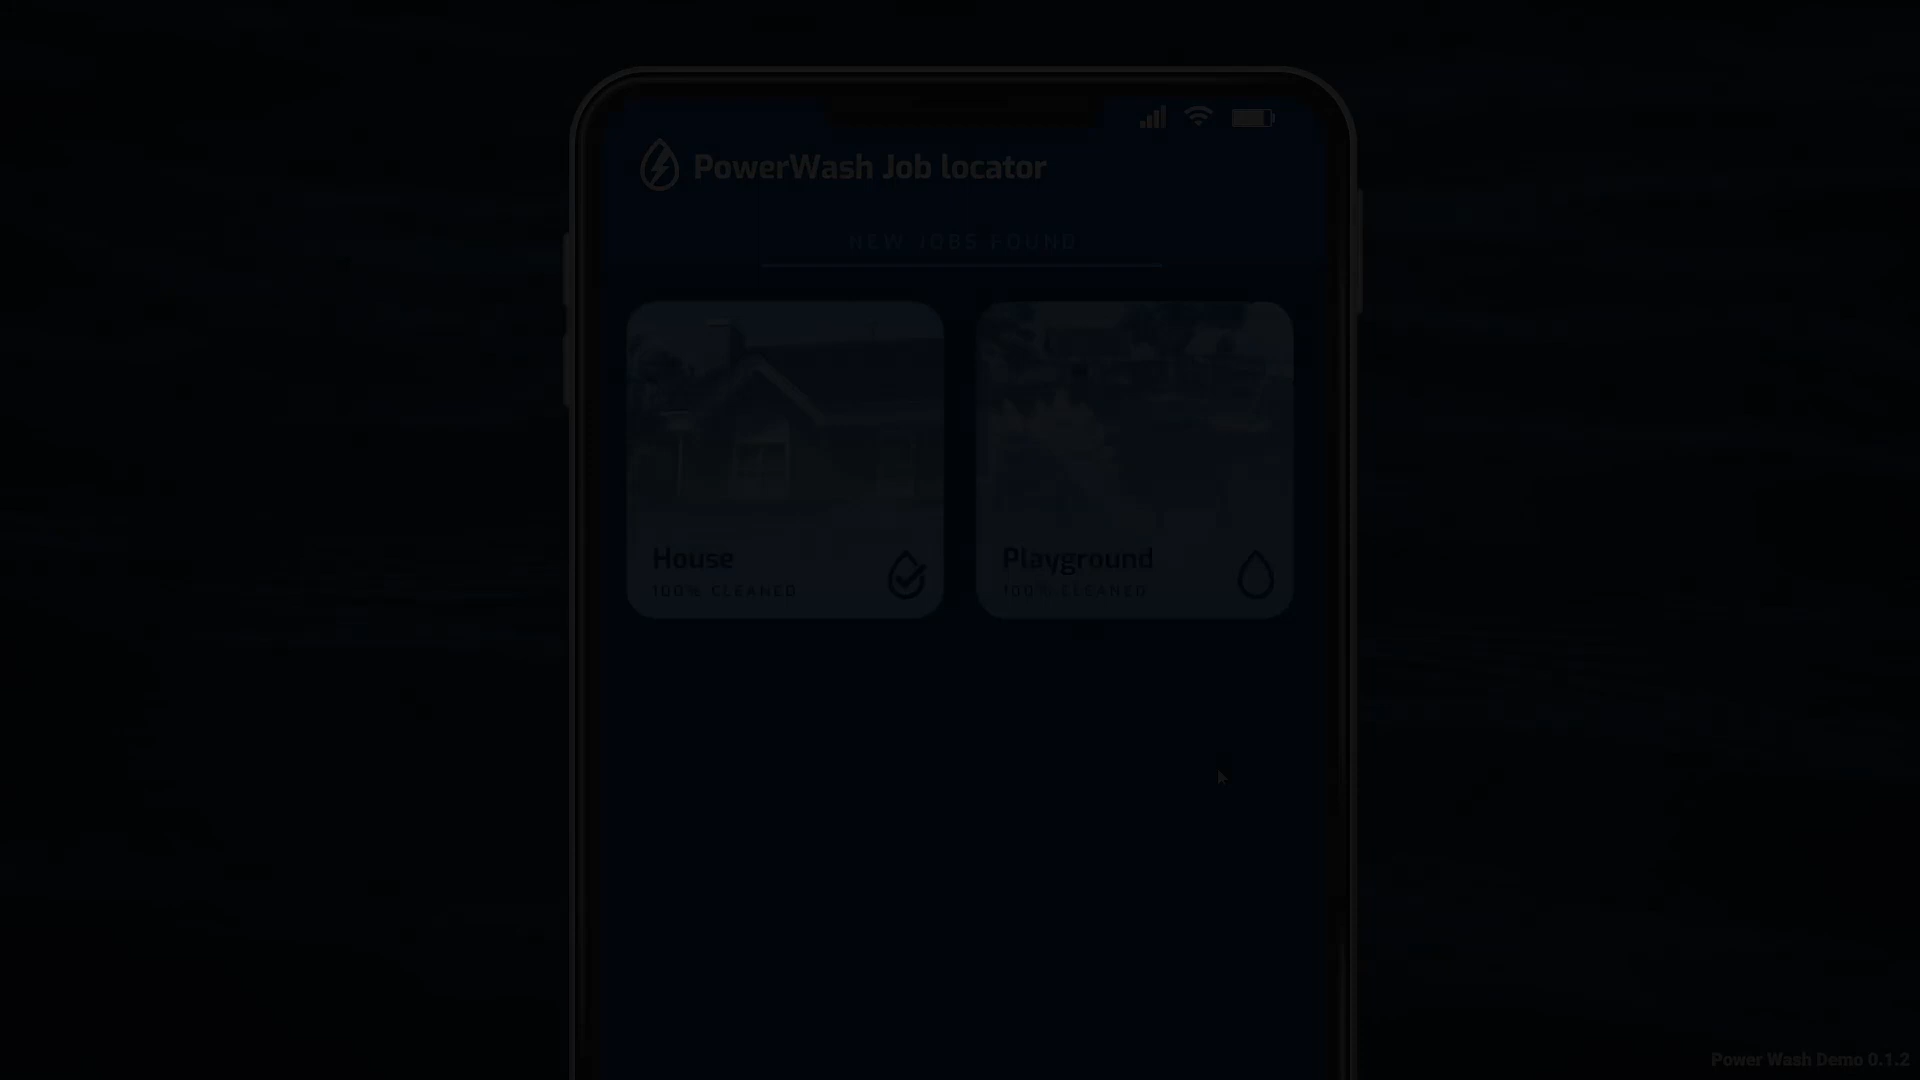 PowerWash Job locator
NEW JOBS FOUND
House
100% CLEANED
Playground
100% CLEANED
Power Wash Demo 0.1.2